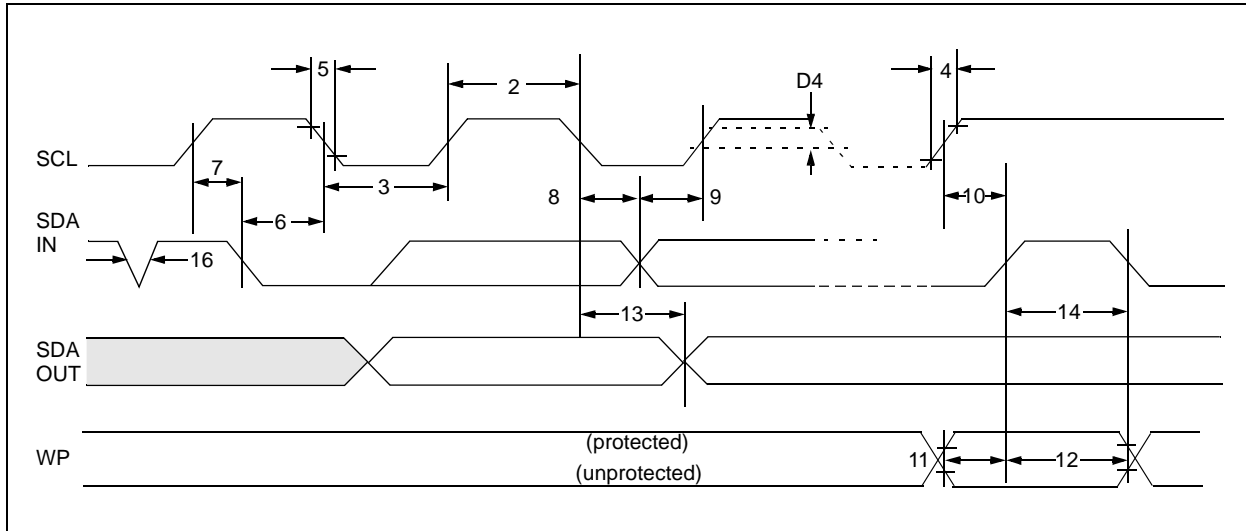 5
2
D4
4
SCL
7
3
8
9
10
6
SDA
IN
16
13
14
SDA
OUT
(protected)
WP
11
12
(unprotected)